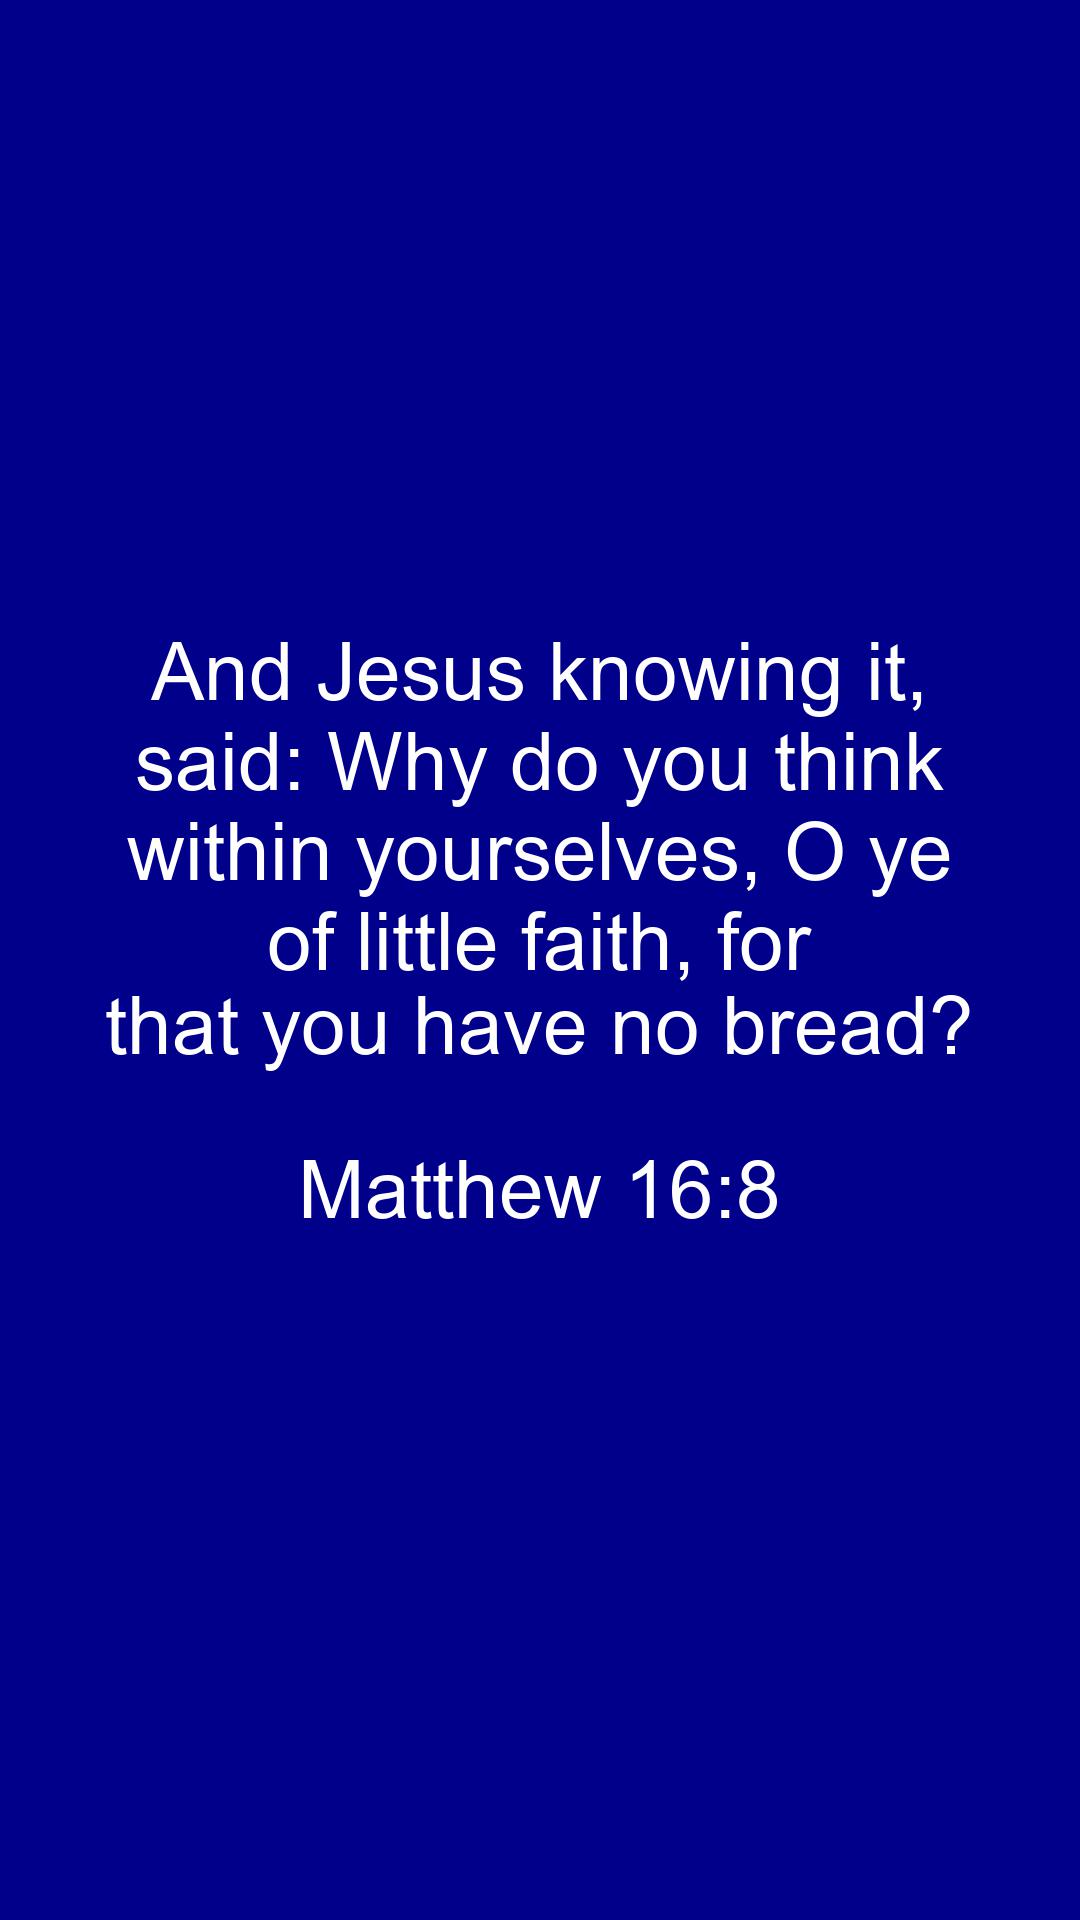 And Jesus knowing it,
said: Why do you think
within yourselves, O ye
of little faith, for
that you have no bread?
Matthew 16:8